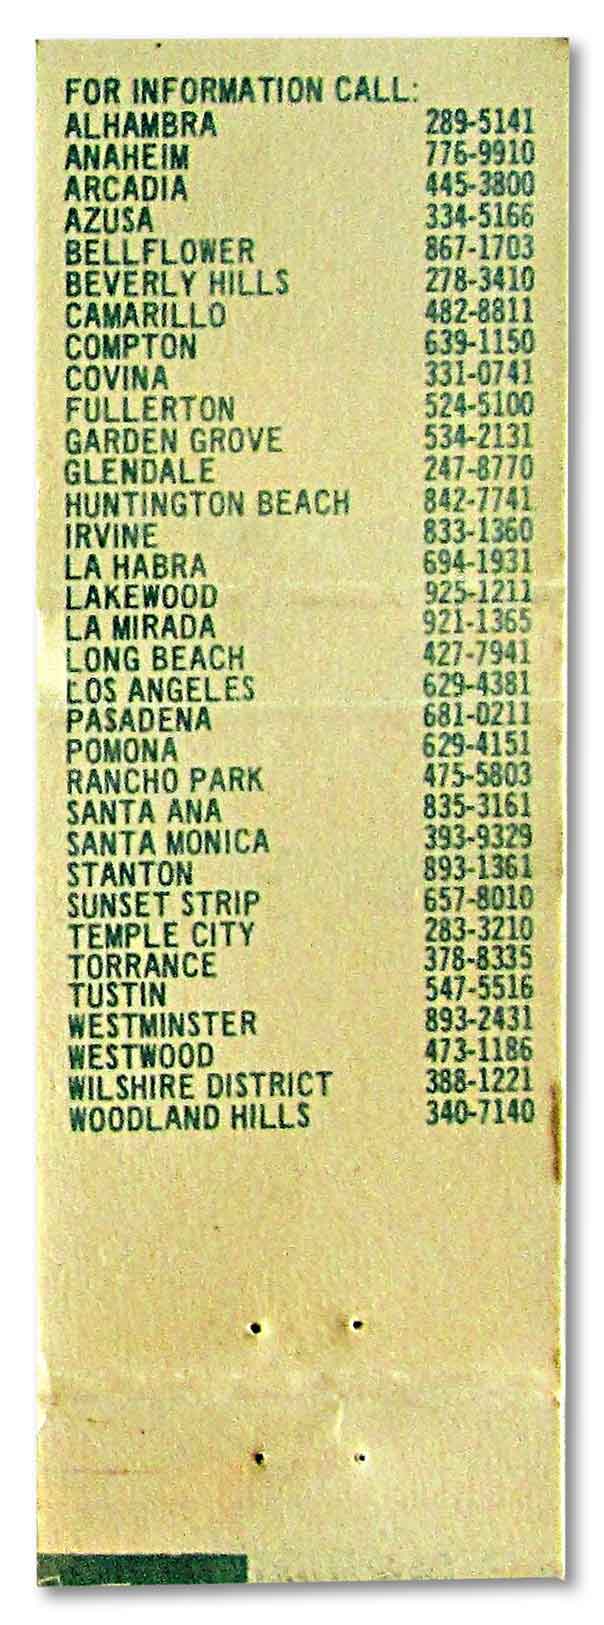 FOR INFORMATION CALL:
ALHAMBRA 289-5141
ANAHEIM 776-9910
ARCADIA 445-3800
AZUSA 334-5166
BELLFLOWER 867-1703
BEVERLY HILLS 278-3410
CAMARILLO 482-8811
COMPTON 639-1150
COVINA 331-0741
FULLERTON 524-5100
GARDEN GROVE 534-2131
GLENDALE 247-8770
HUNTINGTON BEACH 842-7741
IRVINE 833-1360
LA HABRA 694-1931
LAKEWOOD 925-1211
LA MIRADA 921-1365
LONG BEACH 427-7941
LOS ANGELES 629-4381
PASADENA 681-0211
POMONA 629-4151
RANCHO PARK 475-5803
SANTA ANA 835-3161
SANTA MONICA 393-9329
STANTON 893-1361
SUNSET STRIP 657-8010
TEMPLE CITY 283-3210
TORRANCE 378-8335
TUSTIN 547-5516
WESTMINSTER 893-2431
WESTWOOD 473-1186
WILSHIRE DISTRICT 388-1221
WOODLAND HILLS 340-7140